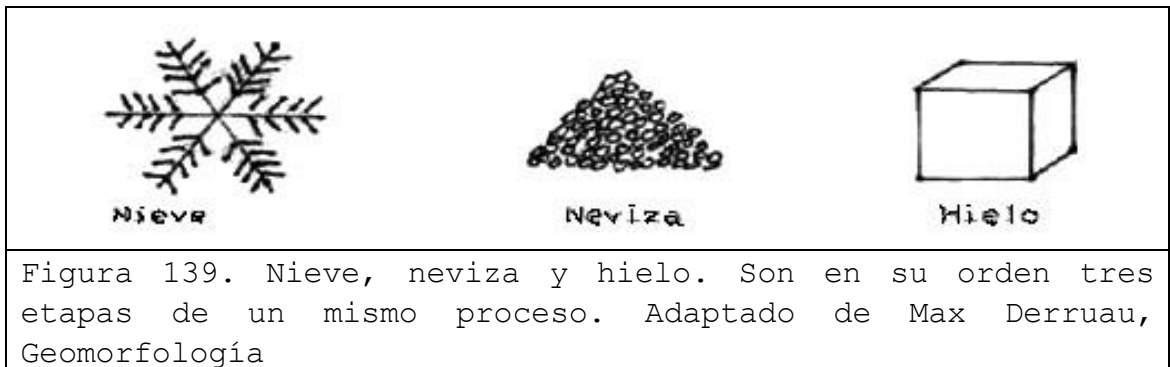 Nieve
Neviza
Hielo
Figura 139. Nieve, neviza y hielo. Son en su orden tres
etapas de un mismo proceso. Adaptado de Max Derruau,
Geomorfología